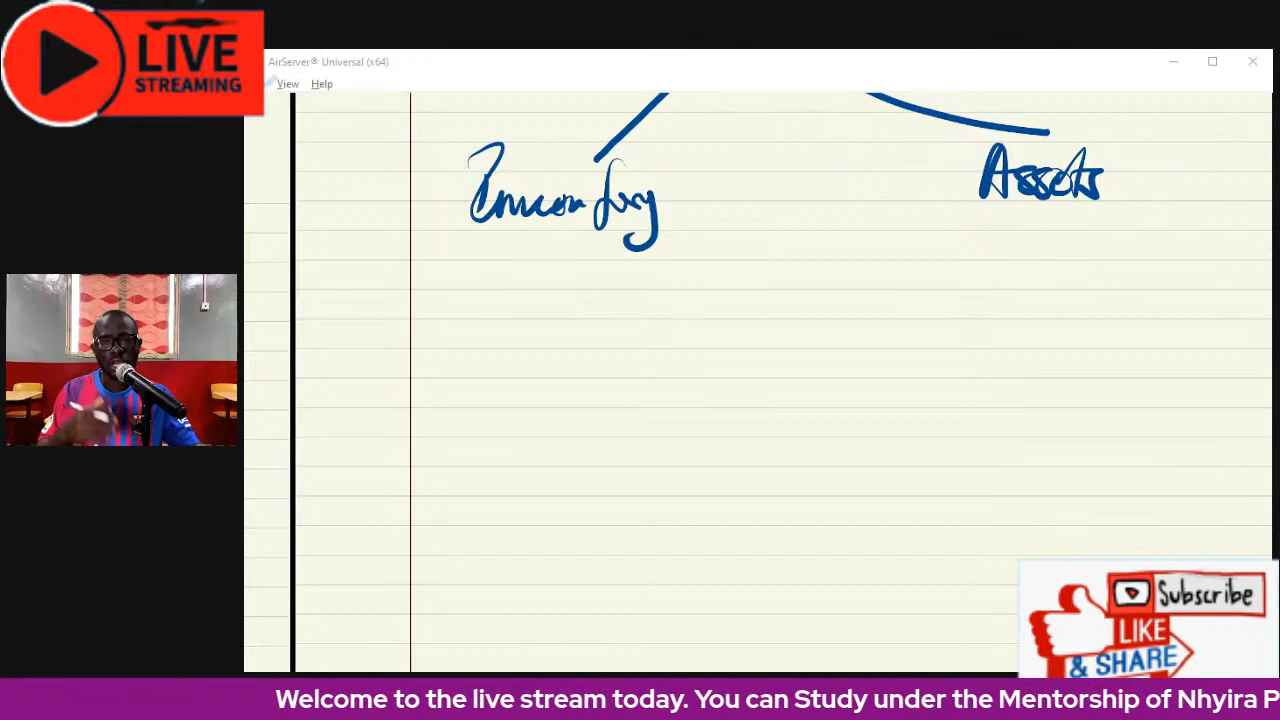 LIVE
STREAMING
AirServer® Universal (x64)
View Help
Assets
Subscribe
LIKE
& SHARE
Welcome to the live stream today. You can Study under the Mentorship of Nhyira P